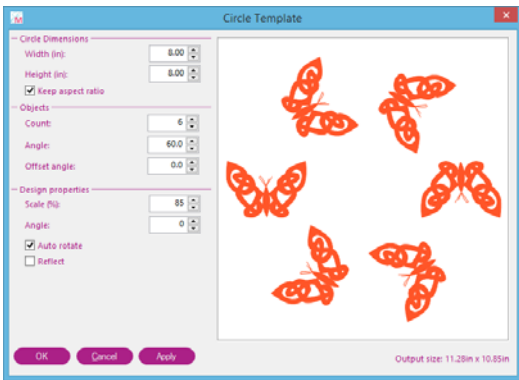 Circle Template
Circle Dimensions
Width (in): 8.00
Height (in): 8.00
Keep aspect ratio
Objects
Count: 6
Angle: 60.0
Offset angle: 0.0
Design properties
Scale (%): 85
Angle: 0
Auto rotate
Reflect
OK Cancel Apply
Output size: 11.28in x 10.85in